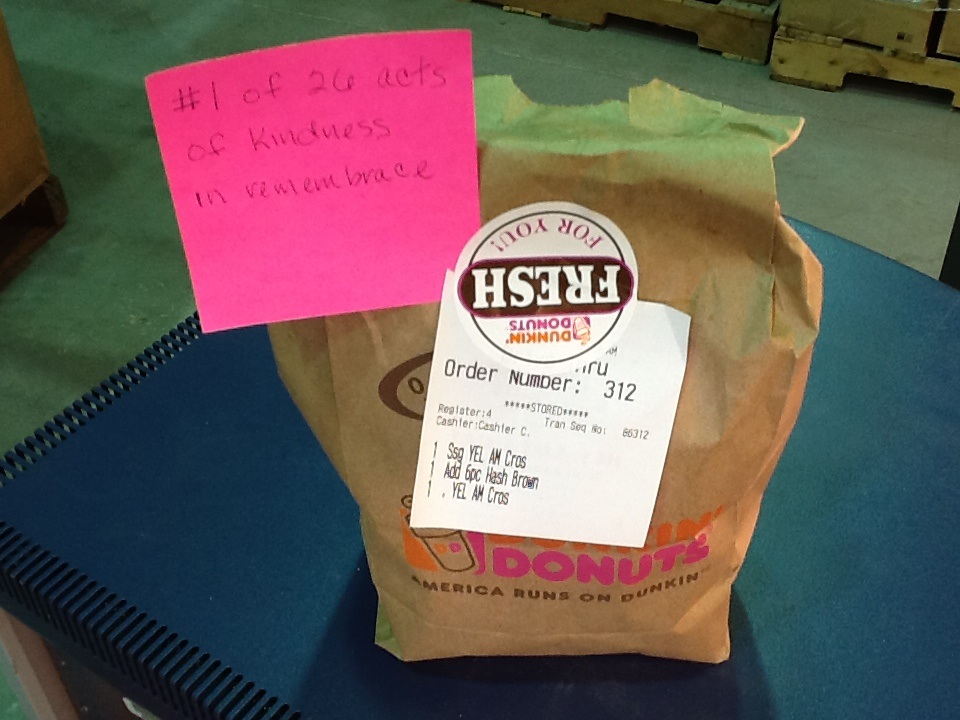 #1 of 26 acts
of kindness
in remembrace
FOR YOU!
FRESH
DUNKIN'
DONUTS
Order Number: 312
*****STORED*****
Register:4 Tran Seq No: 86312
Cashier:Cashier C.
1 Ssg YEL AM Cros
1 Add 6pc Hash Brown
1 . YEL AM Cros
DD
DUNKIN'
DONUTS
AMERICA RUNS ON DUNKIN'